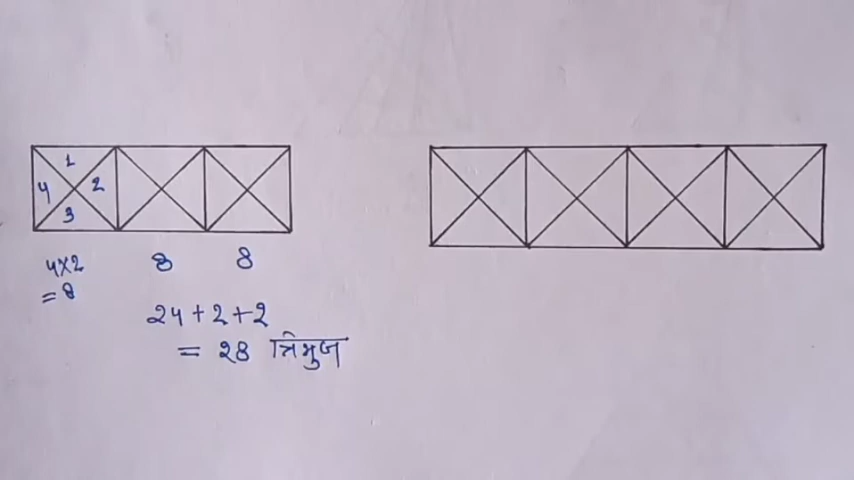 1
4 2
3
4×2 8 8
= 8
24+2+2
= 28 त्रिभुज